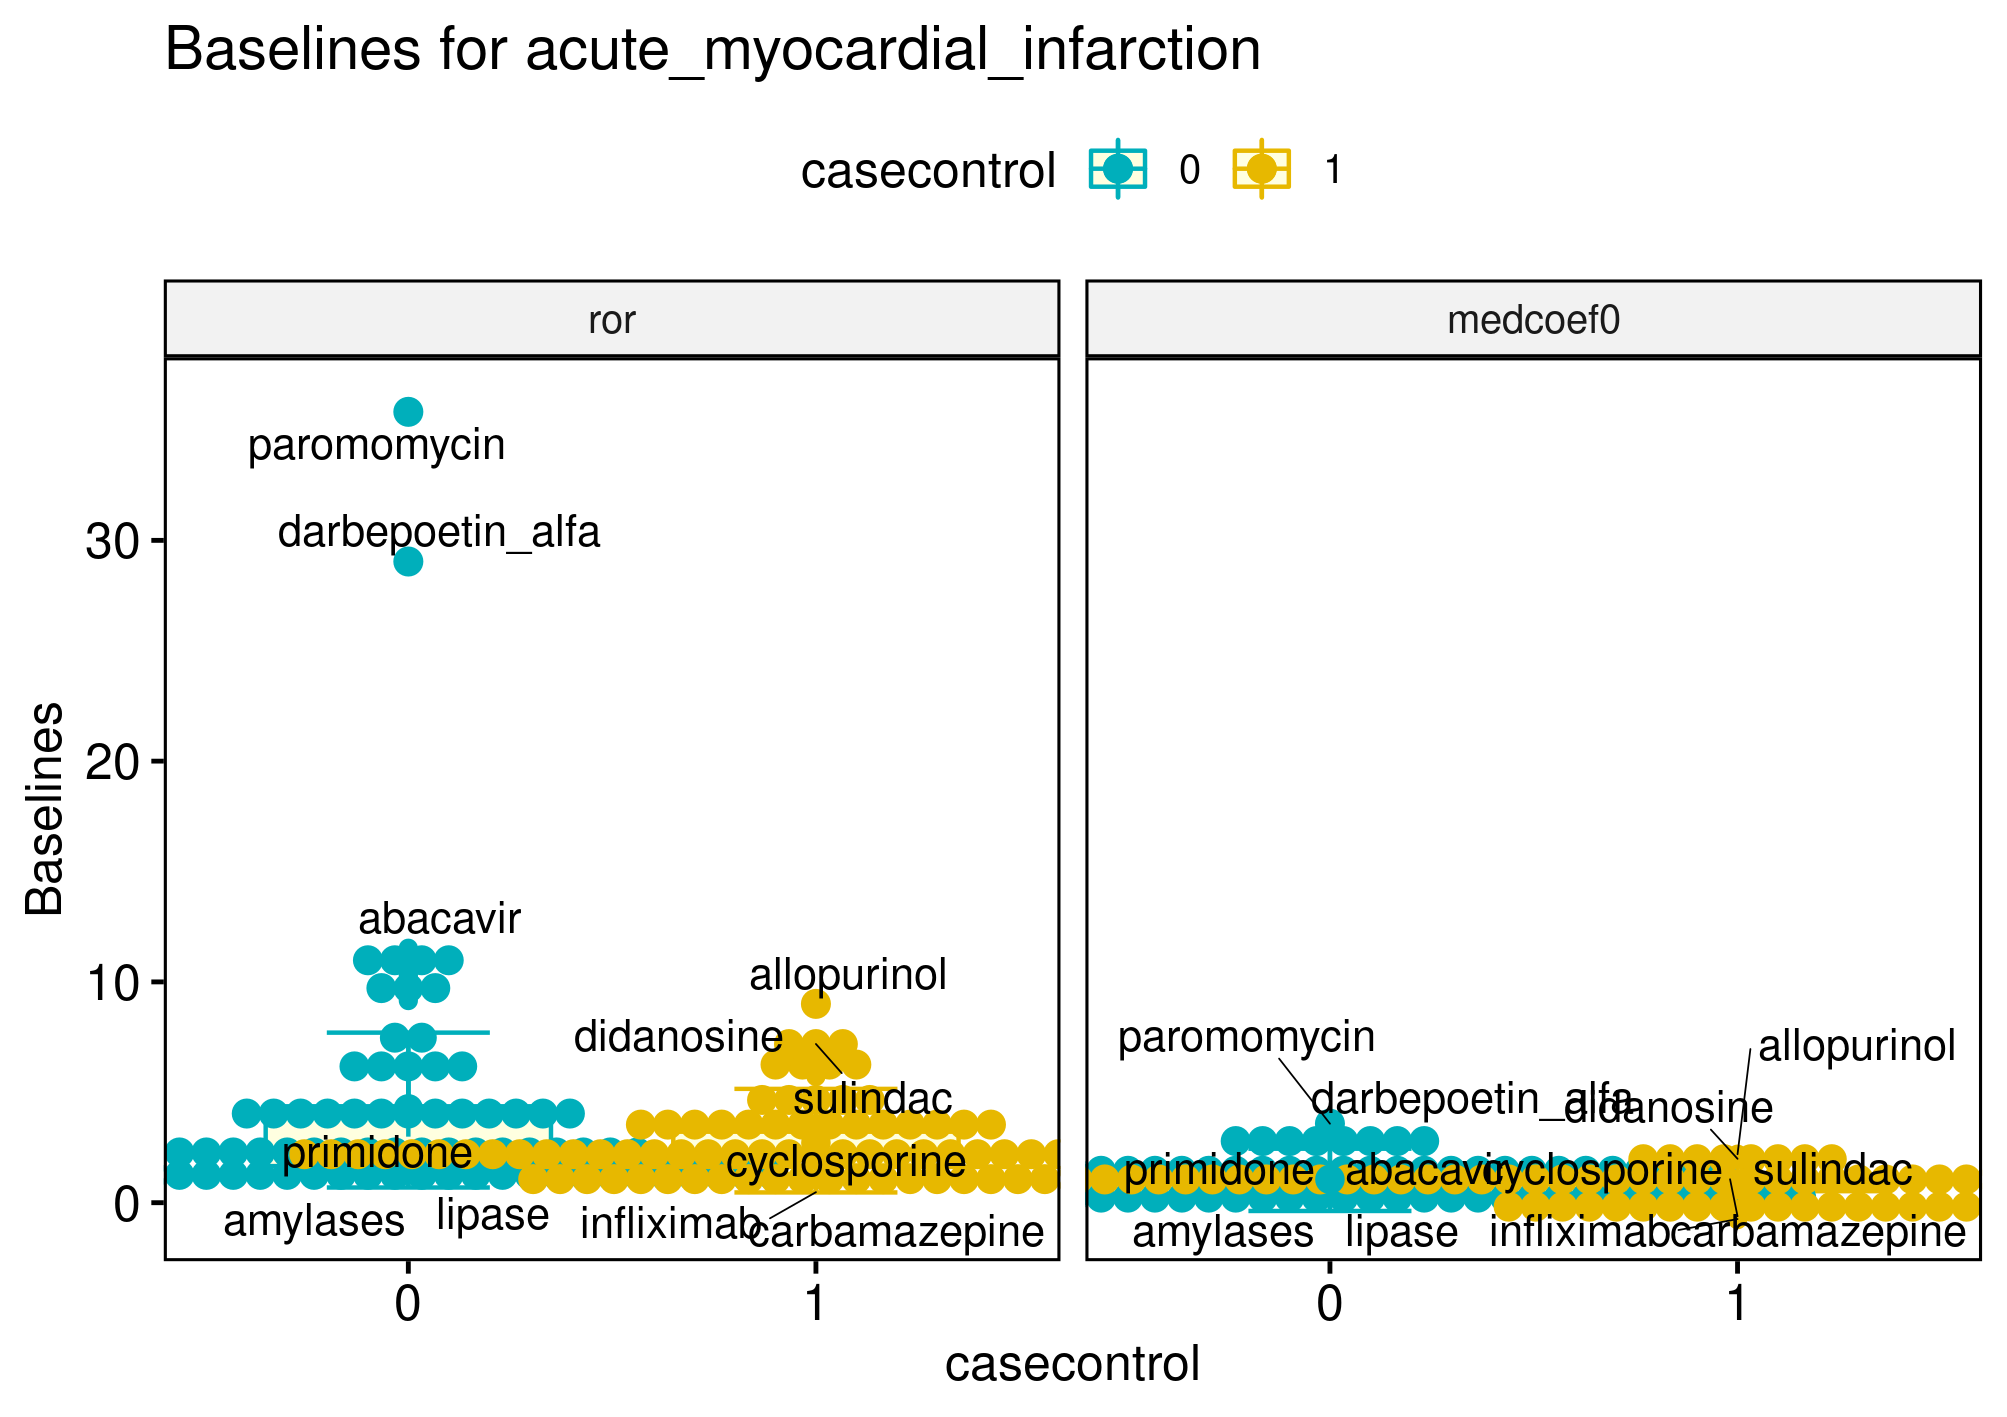 Baselines for acute_myocardial_infarction
casecontrol 0 1
ror
medcoef0
Baselines
30
20
10
0
paromomycin
darbepoetin_alfa
abacavir
allopurinol
didanosine
sulindac
primidone
cyclosporine
amylases
lipase
infliximab
carbamazepine
paromomycin
allopurinol
darbepoetin_alfa
didanosine
primidone
abacavir
cyclosporine
sulindac
amylases
lipase
infliximab
carbamazepine
0 1
0 1
casecontrol